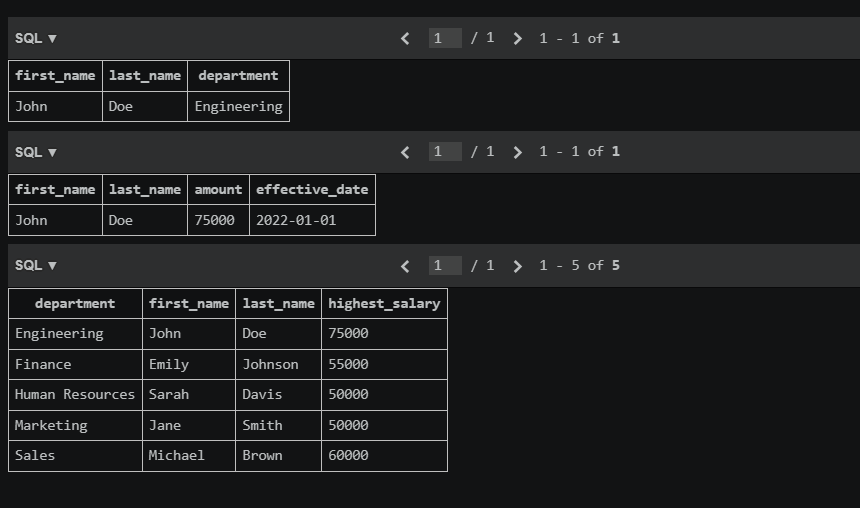 SQL ▼ 1 / 1 1 - 1 of 1
first_name last_name department
John Doe Engineering
SQL ▼ 1 / 1 1 - 1 of 1
first_name last_name amount effective_date
John Doe 75000 2022-01-01
SQL ▼ 1 / 1 1 - 5 of 5
department first_name last_name highest_salary
Engineering John Doe 75000
Finance Emily Johnson 55000
Human Resources Sarah Davis 50000
Marketing Jane Smith 50000
Sales Michael Brown 60000